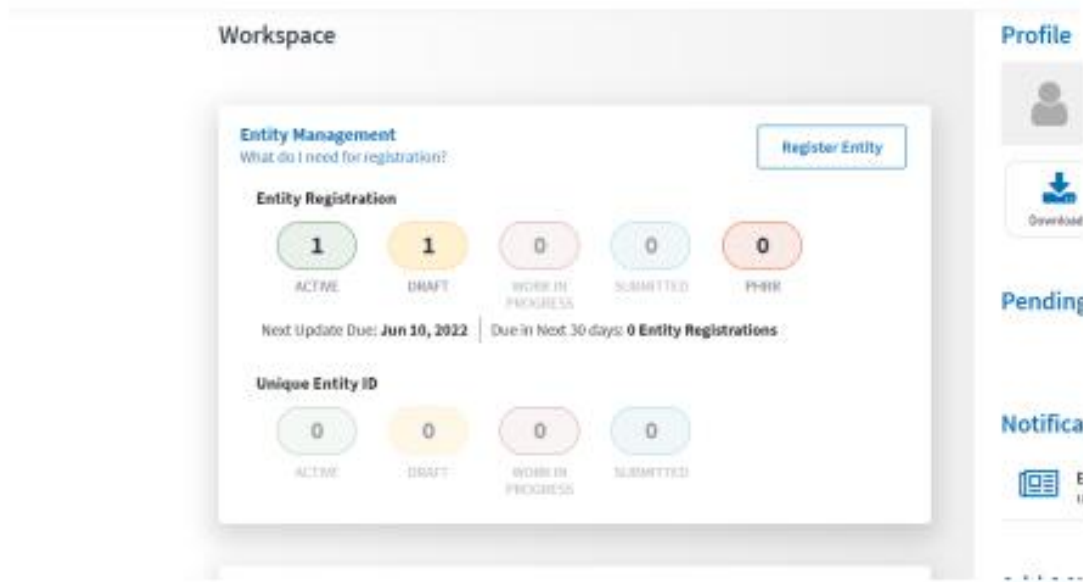 Workspace
Profile
Entity Management
What do I need for registration?
Register Entity
Entity Registration
1
1
0
0
0
ACTIVE
DRAFT
WORK IN
PROGRESS
SUBMITTED
Download
Pending
Next Update Due: Jun 10, 2022
Due in Next 30 days: 0 Entity Registrations
Unique Entity ID
0
0
0
0
ACTIVE
DRAFT
WORK IN
PROGRESS
SUBMITTED
Notifica